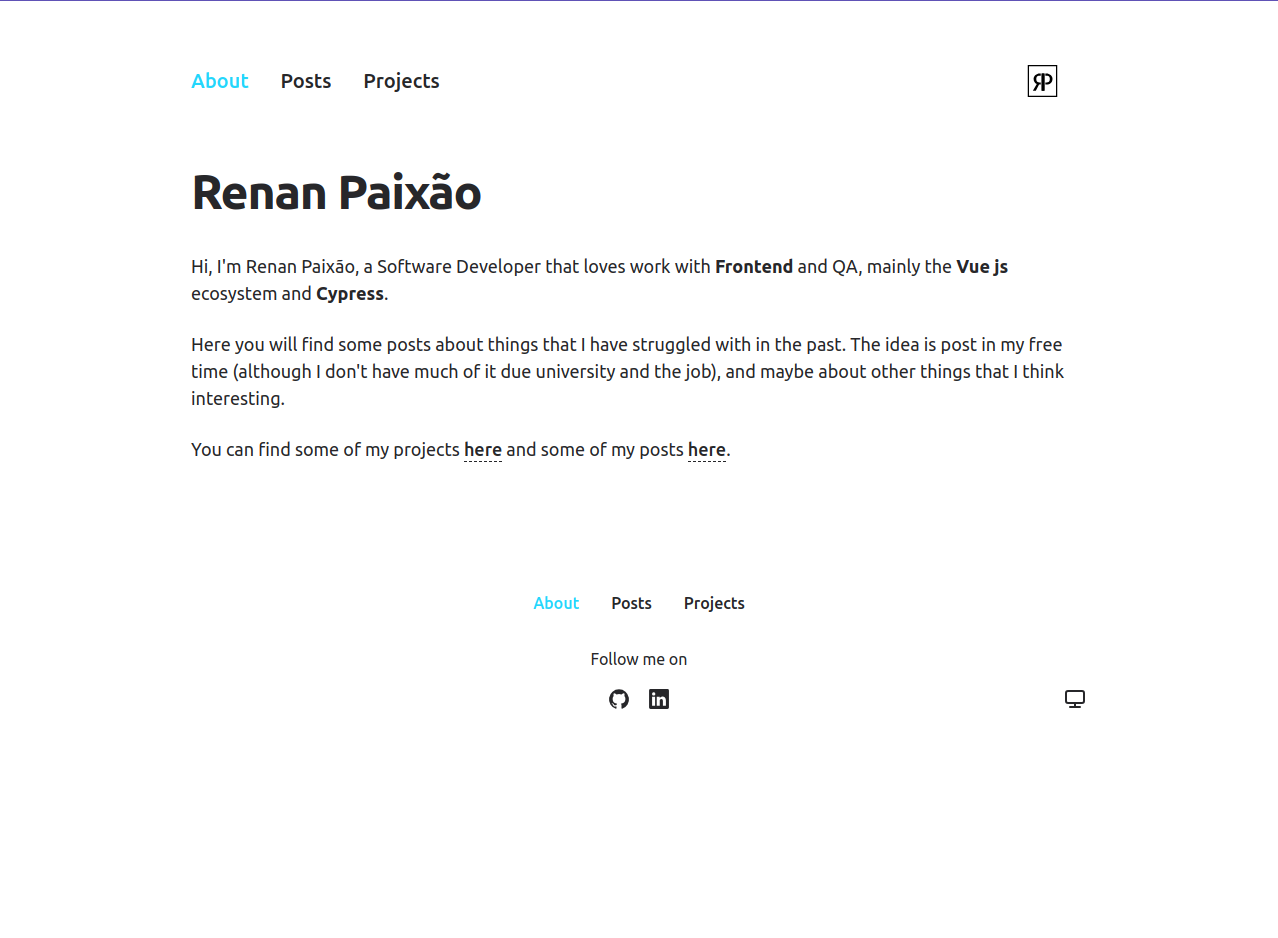 About Posts Projects
RP
Renan Paixão
Hi, I'm Renan Paixão, a Software Developer that loves work with Frontend and QA, mainly the Vue js
ecosystem and Cypress.
Here you will find some posts about things that I have struggled with in the past. The idea is post in my free
time (although I don't have much of it due university and the job), and maybe about other things that I think
interesting.
You can find some of my projects here and some of my posts here.
About Posts Projects
Follow me on
in